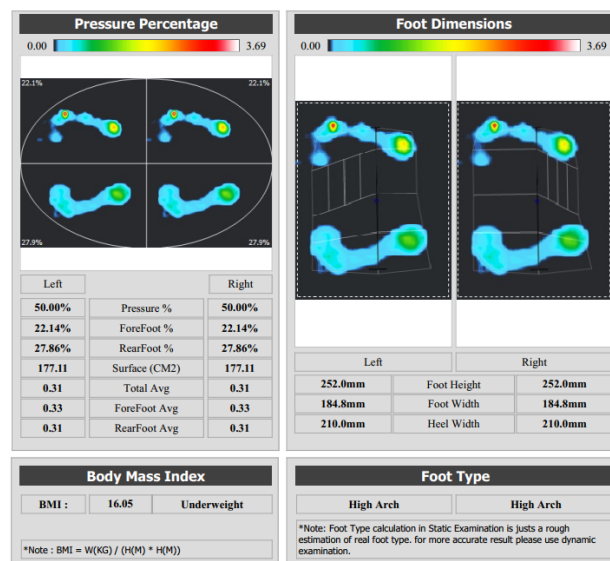 Pressure Percentage
0.00 3.69
22.1% 22.1%
27.9% 27.9%
Left Right
50.00% Pressure % 50.00%
22.14% ForeFoot % 22.14%
27.86% RearFoot % 27.86%
177.11 Surface (CM2) 177.11
0.31 Total Avg 0.31
0.33 ForeFoot Avg 0.33
0.31 RearFoot Avg 0.31
Foot Dimensions
0.00 3.69
Left Right
252.0mm Foot Height 252.0mm
184.8mm Foot Width 184.8mm
210.0mm Heel Width 210.0mm
Body Mass Index
BMI : 16.05 Underweight
*Note : BMI = W(KG) / (H(M) * H(M))
Foot Type
High Arch High Arch
*Note: Foot Type calculation in Static Examination is justs a rough
estimation of real foot type. for more accurate result please use dynamic
examination.